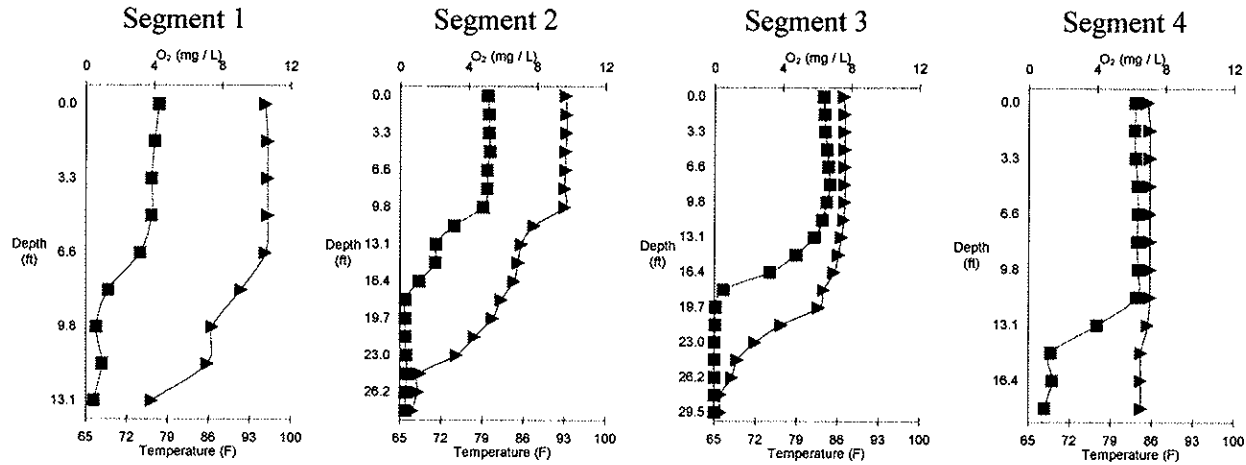 Segment 1
O₂ (mg / L)
0 4 8 12
0.0
3.3
6.6
9.8
13.1
Depth
(ft)
65 72 79 86 93 100
Temperature (F)
Segment 2
O₂ (mg / L)
0 4 8 12
0.0
3.3
6.6
9.8
13.1
16.4
19.7
23.0
26.2
Depth
(ft)
65 72 79 86 93 100
Temperature (F)
Segment 3
O₂ (mg / L)
0 4 8 12
0.0
3.3
6.6
9.8
13.1
16.4
19.7
23.0
26.2
29.5
Depth
(ft)
65 72 79 86 93 100
Temperature (F)
Segment 4
O₂ (mg / L)
0 4 8 12
0.0
3.3
6.6
9.8
13.1
16.4
Depth
(ft)
65 72 79 86 93 100
Temperature (F)